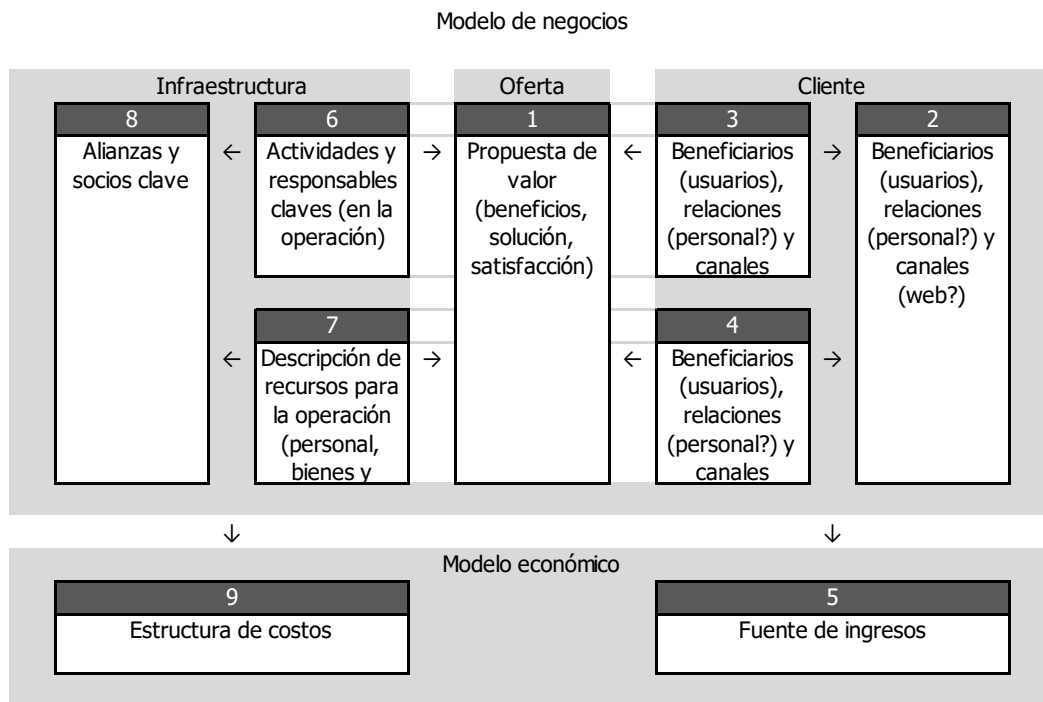 Modelo de negocios
Infraestructura
Oferta
Cliente
8
Alianzas y
socios clave
←
6
Actividades y
responsables
claves (en la
operación)
→
1
Propuesta de
valor
(beneficios,
solución,
satisfacción)
←
3
Beneficiarios
(usuarios),
relaciones
(personal?) y
canales
→
2
Beneficiarios
(usuarios),
relaciones
(personal?) y
canales
(web?)
←
7
Descripción de
recursos para
la operación
(personal,
bienes y
→
←
4
Beneficiarios
(usuarios),
relaciones
(personal?) y
canales
→
↓
↓
Modelo económico
9
Estructura de costos
5
Fuente de ingresos